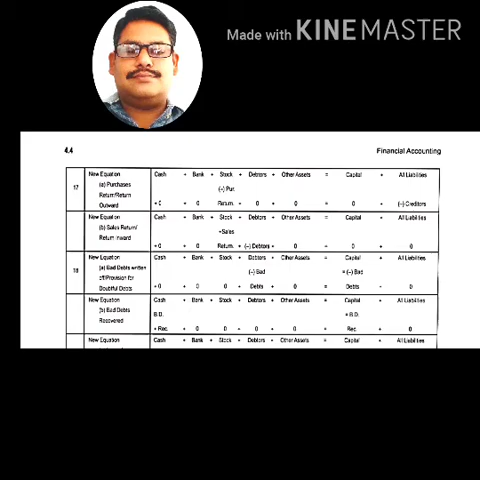 Made with KINEMASTER
4.4 Financial Accounting
New Equation Cash + Bank + Stock + Debtors + Other Assets = Capital + All Liabilities
17 (a) Purchases (-) Pur.
Return/Return
Outward + 0 + 0 + Return. + 0 + 0 = 0 + (-) Creditors
New Equation Cash + Bank + Stock + Debtors + Other Assets = Capital + All Liabilities
(b) Sales Return/ +Sales
Return Inward +0 + 0 + Return. + (-) Debtors + 0 0 + 0
New Equation Cash + Bank + Stock + Debtors + Other Assets = Capital + All Liabilities
18 (a) Bad Debts written (-) Bad = (-) Bad
off/Provision for
Doubtful Debts + 0 + 0 0 + Debts + 0 = Debts 0
New Equation Cash + Bank + Stock + Debtors + Other Assets = Capital + All Liabilities
(b) Bad Debts B.D. + B.D.
Recovered + Rec. + 0 0 + 0 + 0 = Rec. + 0
New Equation Cash + Bank + Stock + Debtors + Other Assets = Capital + All Liabilities